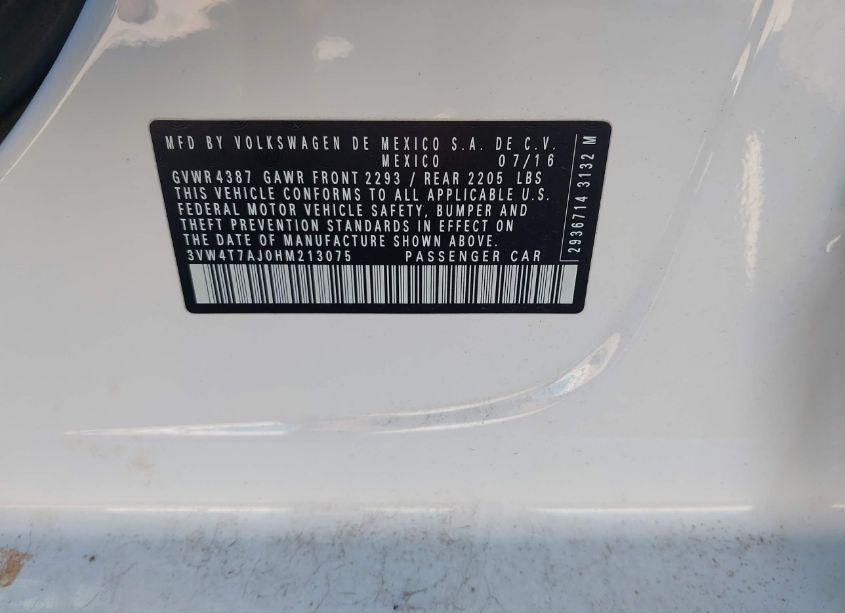 MFD BY VOLKSWAGEN DE MEXICO S.A. DE C.V.
MEXICO 07/16
GVWR 4387 GAWR FRONT 2293 / REAR 2205 LBS
THIS VEHICLE CONFORMS TO ALL APPLICABLE U.S.
FEDERAL MOTOR VEHICLE SAFETY, BUMPER AND
THEFT PREVENTION STANDARDS IN EFFECT ON
THE DATE OF MANUFACTURE SHOWN ABOVE.
3VW4T7AJ0HM213075 PASSENGER CAR
2936714 3132 M